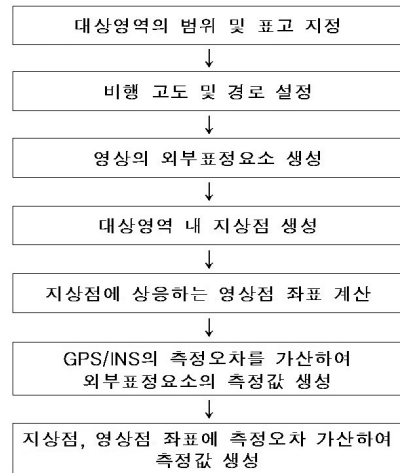 대상영역의 범위 및 표고 지정
비행 고도 및 경로 설정
영상의 외부표정요소 생성
대상영역 내 지상점 생성
지상점에 상응하는 영상점 좌표 계산
GPS/INS의 측정오차를 가산하여
외부표정요소의 측정값 생성
지상점, 영상점 좌표에 측정오차 가산하여
측정값 생성